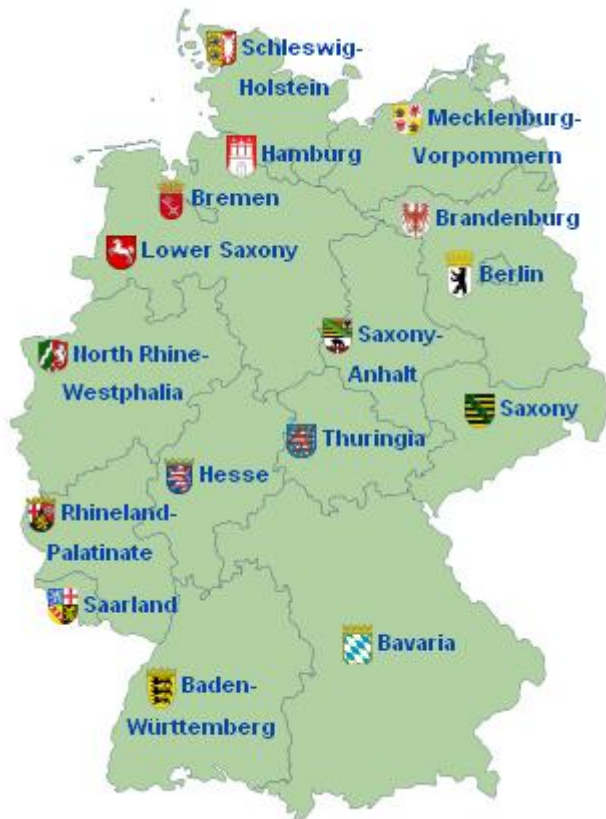 Schleswig-
Holstein
Mecklenburg-
Vorpommern
Hamburg
Bremen
Brandenburg
Lower Saxony
Berlin
North Rhine-
Westphalia
Saxony-
Anhalt
Saxony
Thuringia
Hesse
Rhineland-
Palatinate
Saarland
Bavaria
Baden-
Württemberg